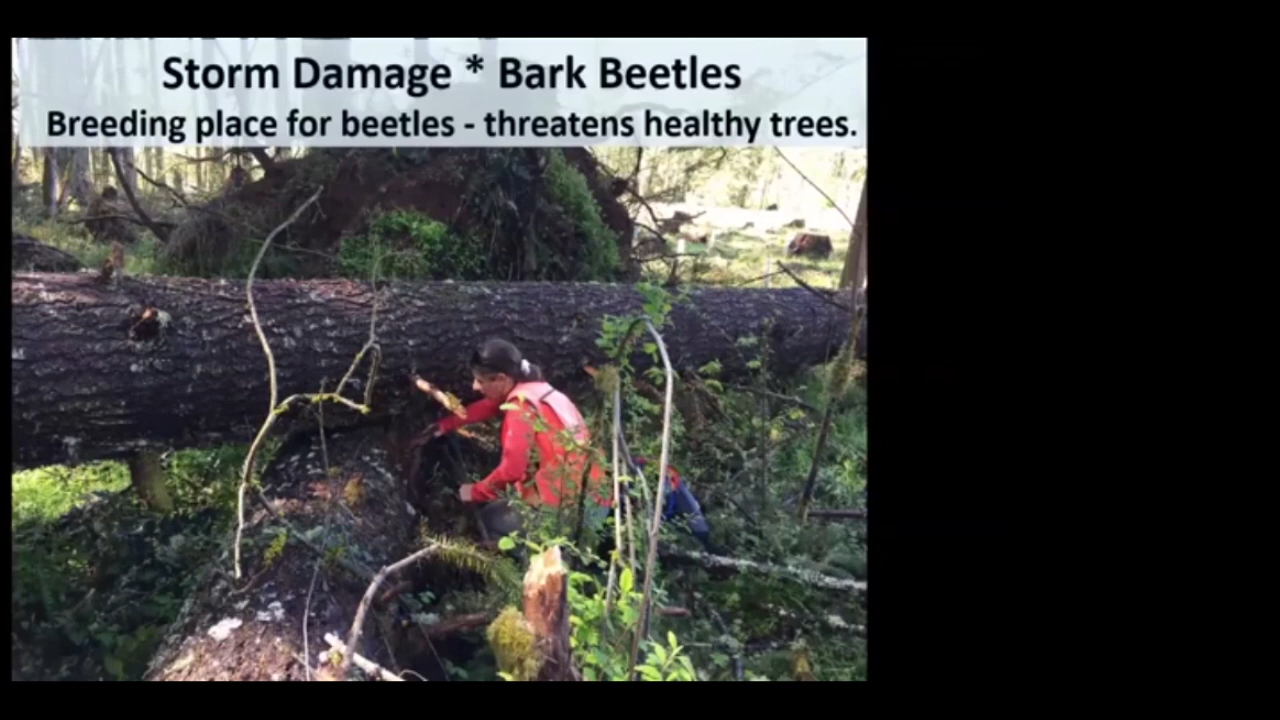 Storm Damage * Bark Beetles
Breeding place for beetles - threatens healthy trees.